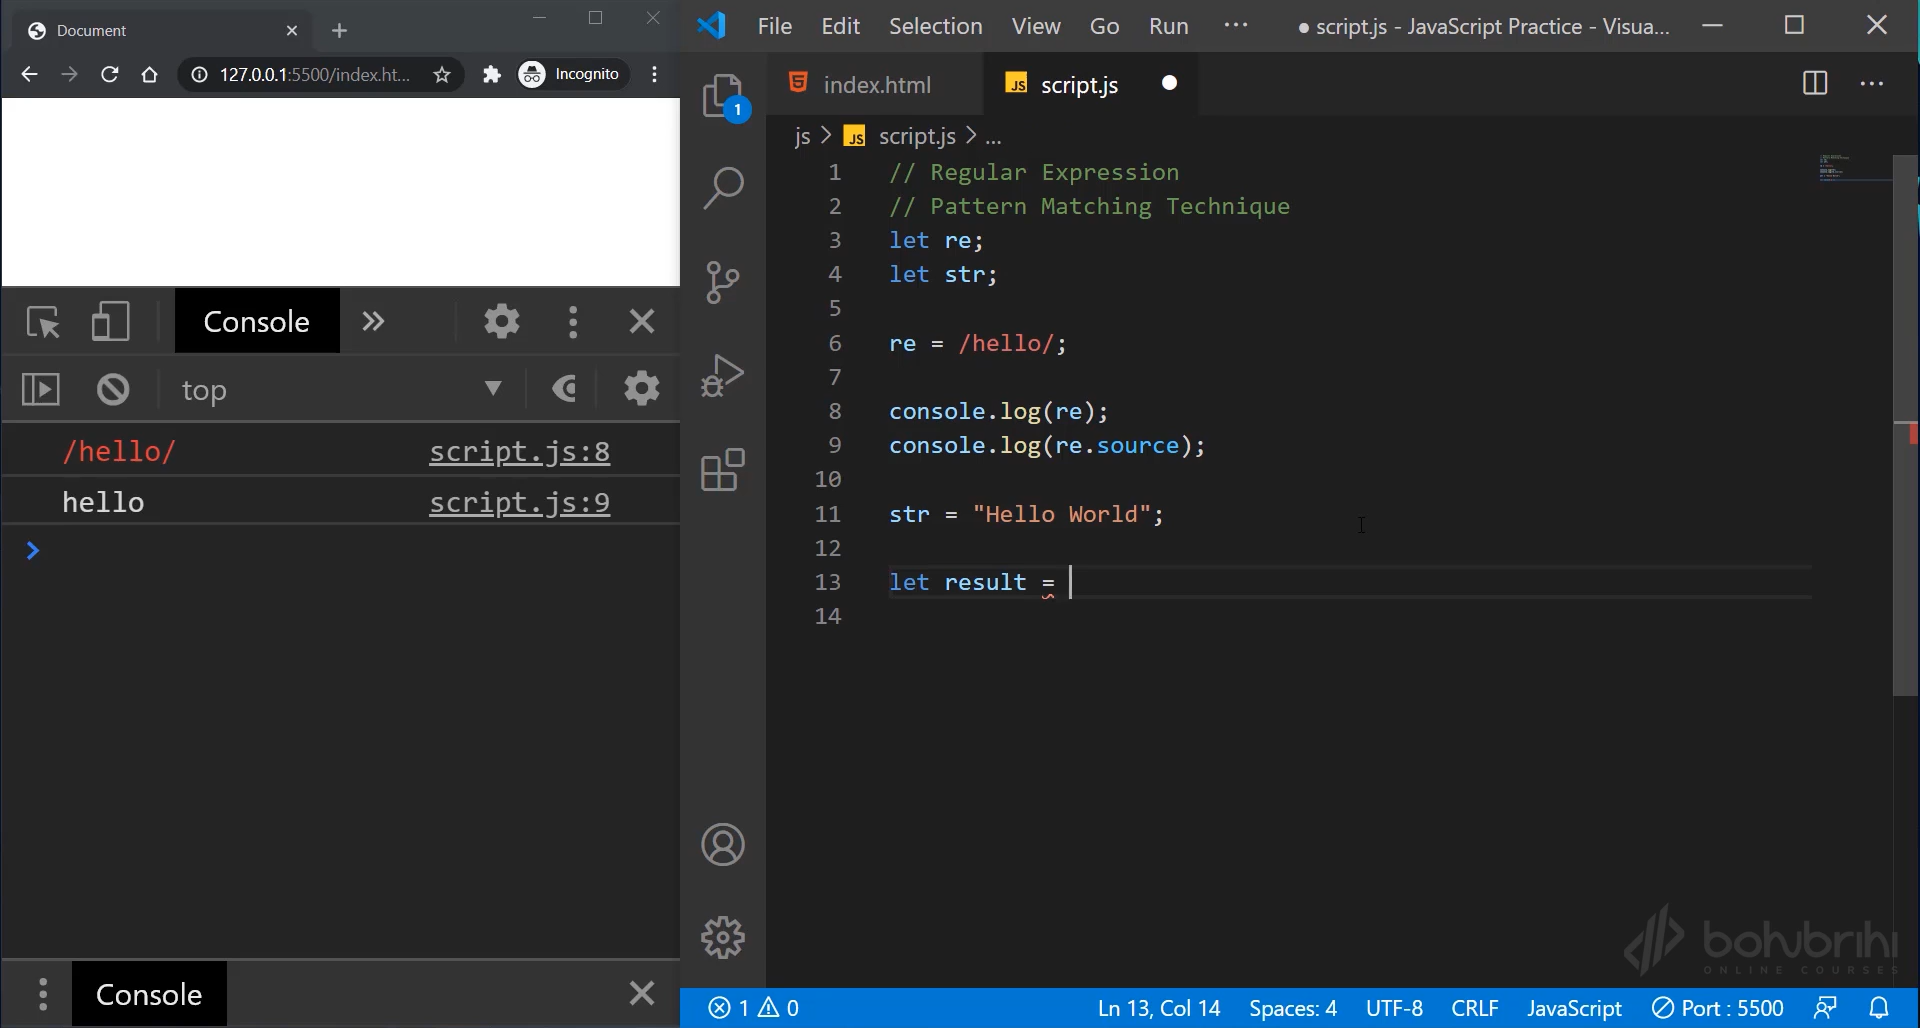 Document
127.0.0.1:5500/index.ht...
Incognito
Console
top
/hello/ script.js:8
hello script.js:9
Console
File Edit Selection View Go Run ... ● script.js - JavaScript Practice - Visua...
1
index.html
JS script.js
js > JS script.js > ...
1 // Regular Expression
2 // Pattern Matching Technique
3 let re;
4 let str;
5
6 re = /hello/;
7
8 console.log(re);
9 console.log(re.source);
10
11 str = "Hello World";
12
13 let result =
14
bohubrihi
ONLINE COURSES
1 0 Ln 13, Col 14 Spaces: 4 UTF-8 CRLF JavaScript Port : 5500